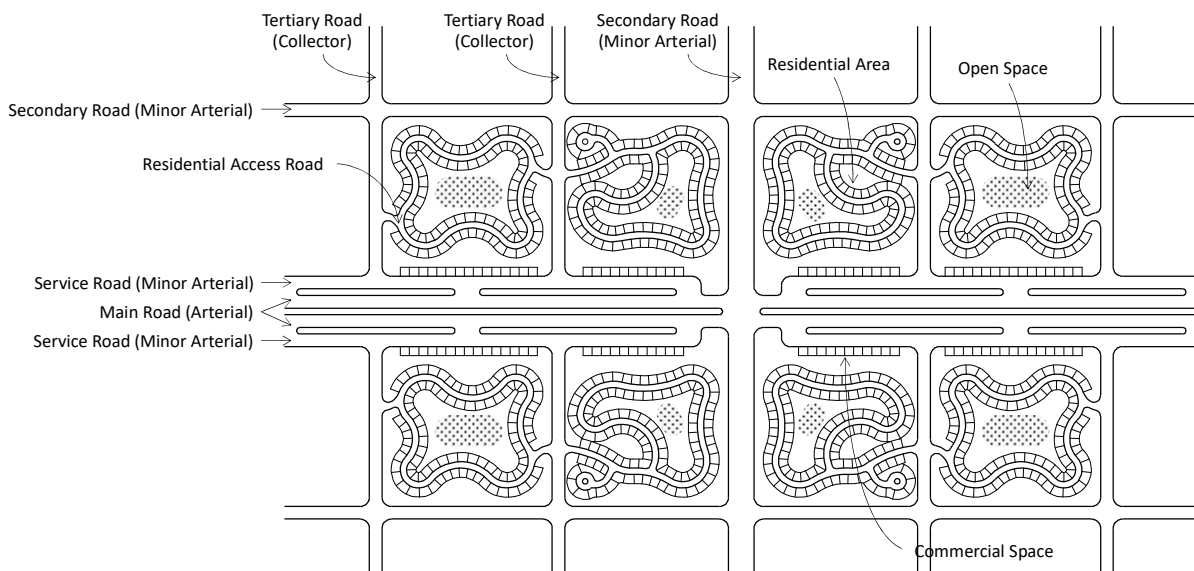 Tertiary Road
(Collector)
Tertiary Road
(Collector)
Secondary Road
(Minor Arterial)
Residential Area
Open Space
Secondary Road (Minor Arterial)
Residential Access Road
Service Road (Minor Arterial)
Main Road (Arterial)
Service Road (Minor Arterial)
Commercial Space